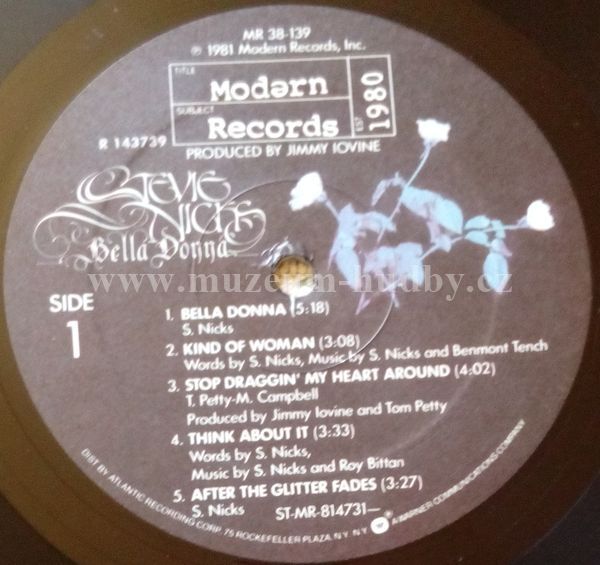 MR 38-139
℗ 1981 Modern Records, Inc.
TITLE
Modərn
SUBJECT
Records
EST
1980
R 143739
PRODUCED BY JIMMY IOVINE
STEVIE
NICKS
Bella Donna
www.muzeum-hudby.cz
SIDE
1
1. BELLA DONNA (5:18)
S. Nicks
2. KIND OF WOMAN (3:08)
Words by S. Nicks, Music by S. Nicks and Benmont Tench
3. STOP DRAGGIN' MY HEART AROUND (4:02)
T. Petty-M. Campbell
Produced by Jimmy Iovine and Tom Petty
4. THINK ABOUT IT (3:33)
Words by S. Nicks,
Music by S. Nicks and Roy Bittan
5. AFTER THE GLITTER FADES (3:27)
S. Nicks
ST-MR-814731—
DIST. BY ATLANTIC RECORDING CORP. 75 ROCKEFELLER PLAZA, N.Y. N.Y. A WARNER COMMUNICATIONS COMPANY